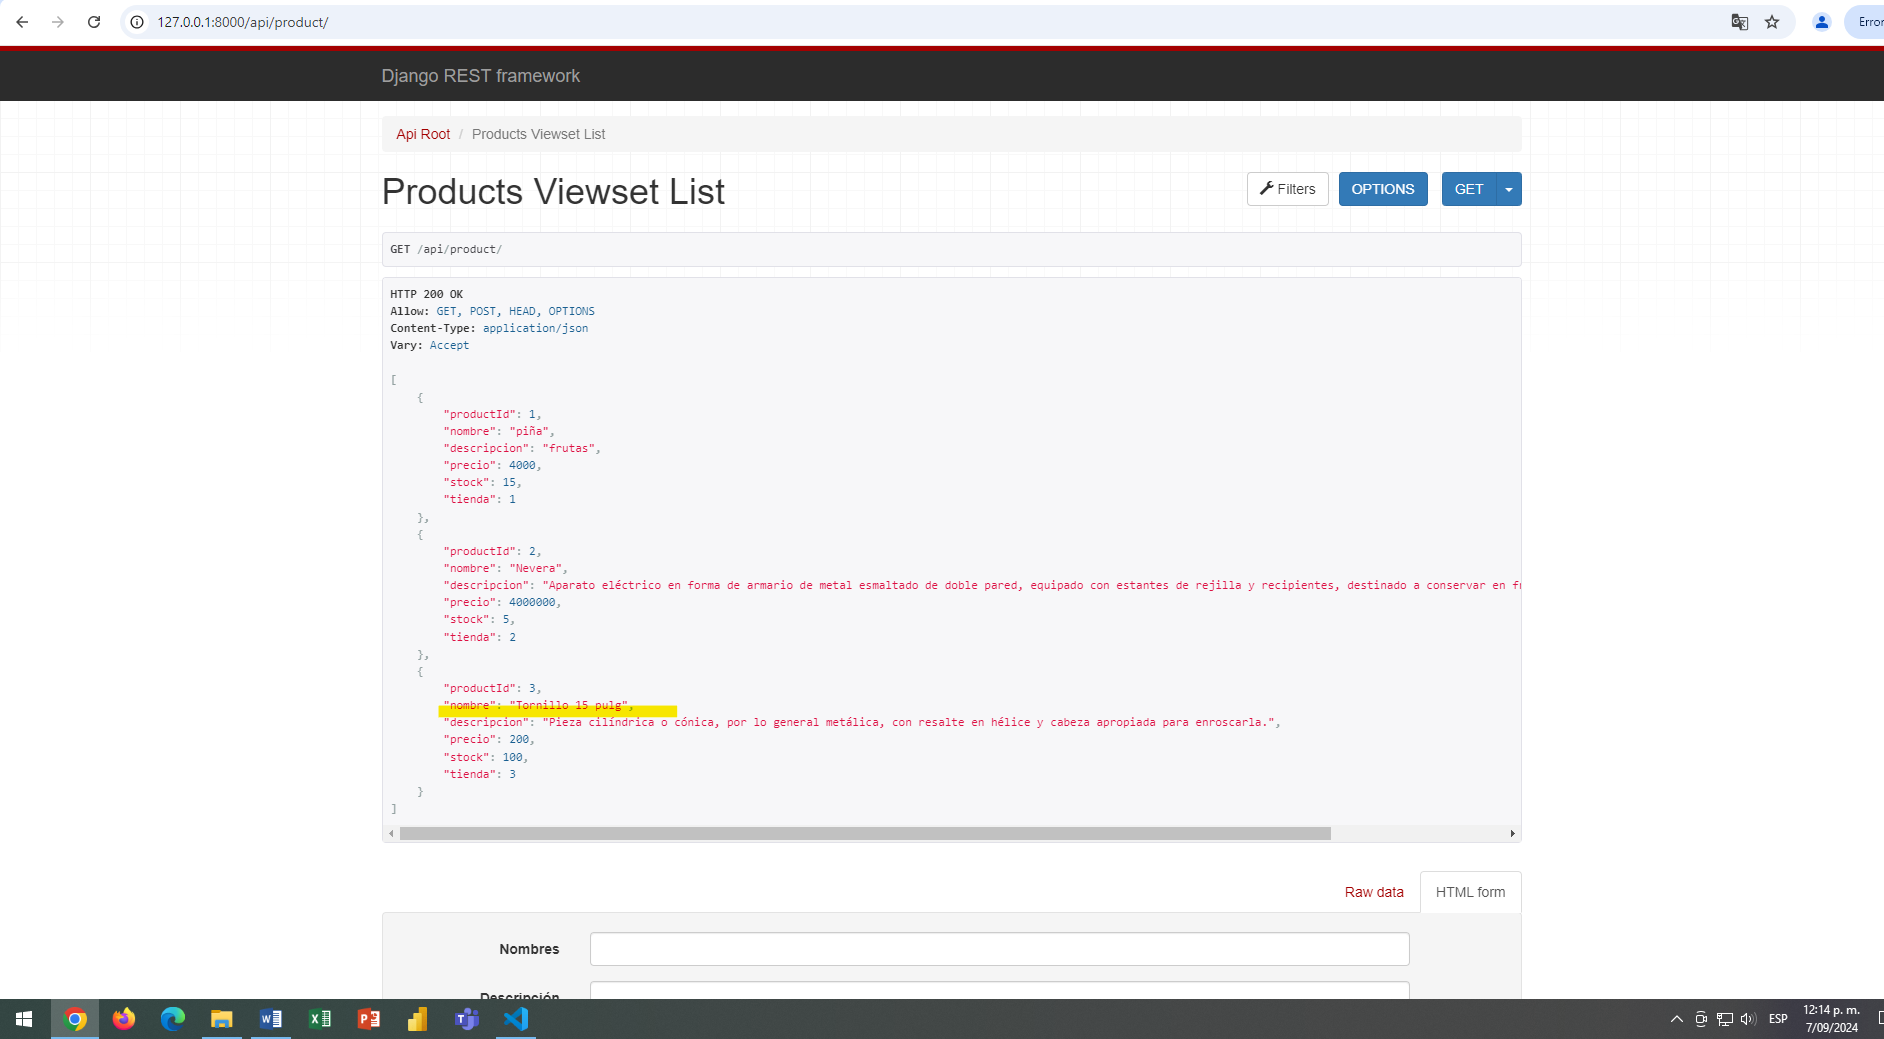 127.0.0.1:8000/api/product/
Error
Django REST framework
Api Root / Products Viewset List
Products Viewset List
Filters
OPTIONS
GET
GET /api/product/
HTTP 200 OK
Allow: GET, POST, HEAD, OPTIONS
Content-Type: application/json
Vary: Accept
[
{
"productId": 1,
"nombre": "piña",
"descripcion": "frutas",
"precio": 4000,
"stock": 15,
"tienda": 1
},
{
"productId": 2,
"nombre": "Nevera",
"descripcion": "Aparato eléctrico en forma de armario de metal esmaltado de doble pared, equipado con estantes de rejilla y recipientes, destinado a conservar en
"precio": 4000000,
"stock": 5,
"tienda": 2
},
{
"productId": 3,
"nombre": "Tornillo 15 pulg",
"descripcion": "Pieza cilíndrica o cónica, por lo general metálica, con resalte en hélice y cabeza apropiada para enroscarla.",
"precio": 200,
"stock": 100,
"tienda": 3
}
]
Raw data
HTML form
Nombres
Descripción
ESP
12:14 p. m.
7/09/2024